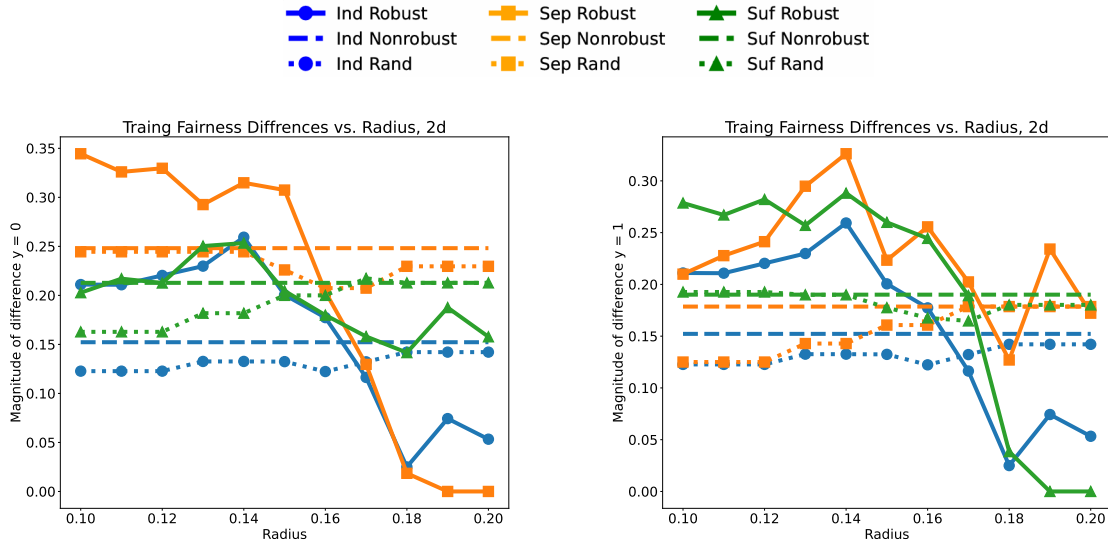 Ind Robust
Sep Robust
Suf Robust
Ind Nonrobust
Sep Nonrobust
Suf Nonrobust
Ind Rand
Sep Rand
Suf Rand
Traing Fairness Diffrences vs. Radius, 2d
Magnitude of difference y = 0
0.35
0.30
0.25
0.20
0.15
0.10
0.05
0.00
0.10 0.12 0.14 0.16 0.18 0.20
Radius
Traing Fairness Diffrences vs. Radius, 2d
Magnitude of difference y = 1
0.30
0.25
0.20
0.15
0.10
0.05
0.00
0.10 0.12 0.14 0.16 0.18 0.20
Radius